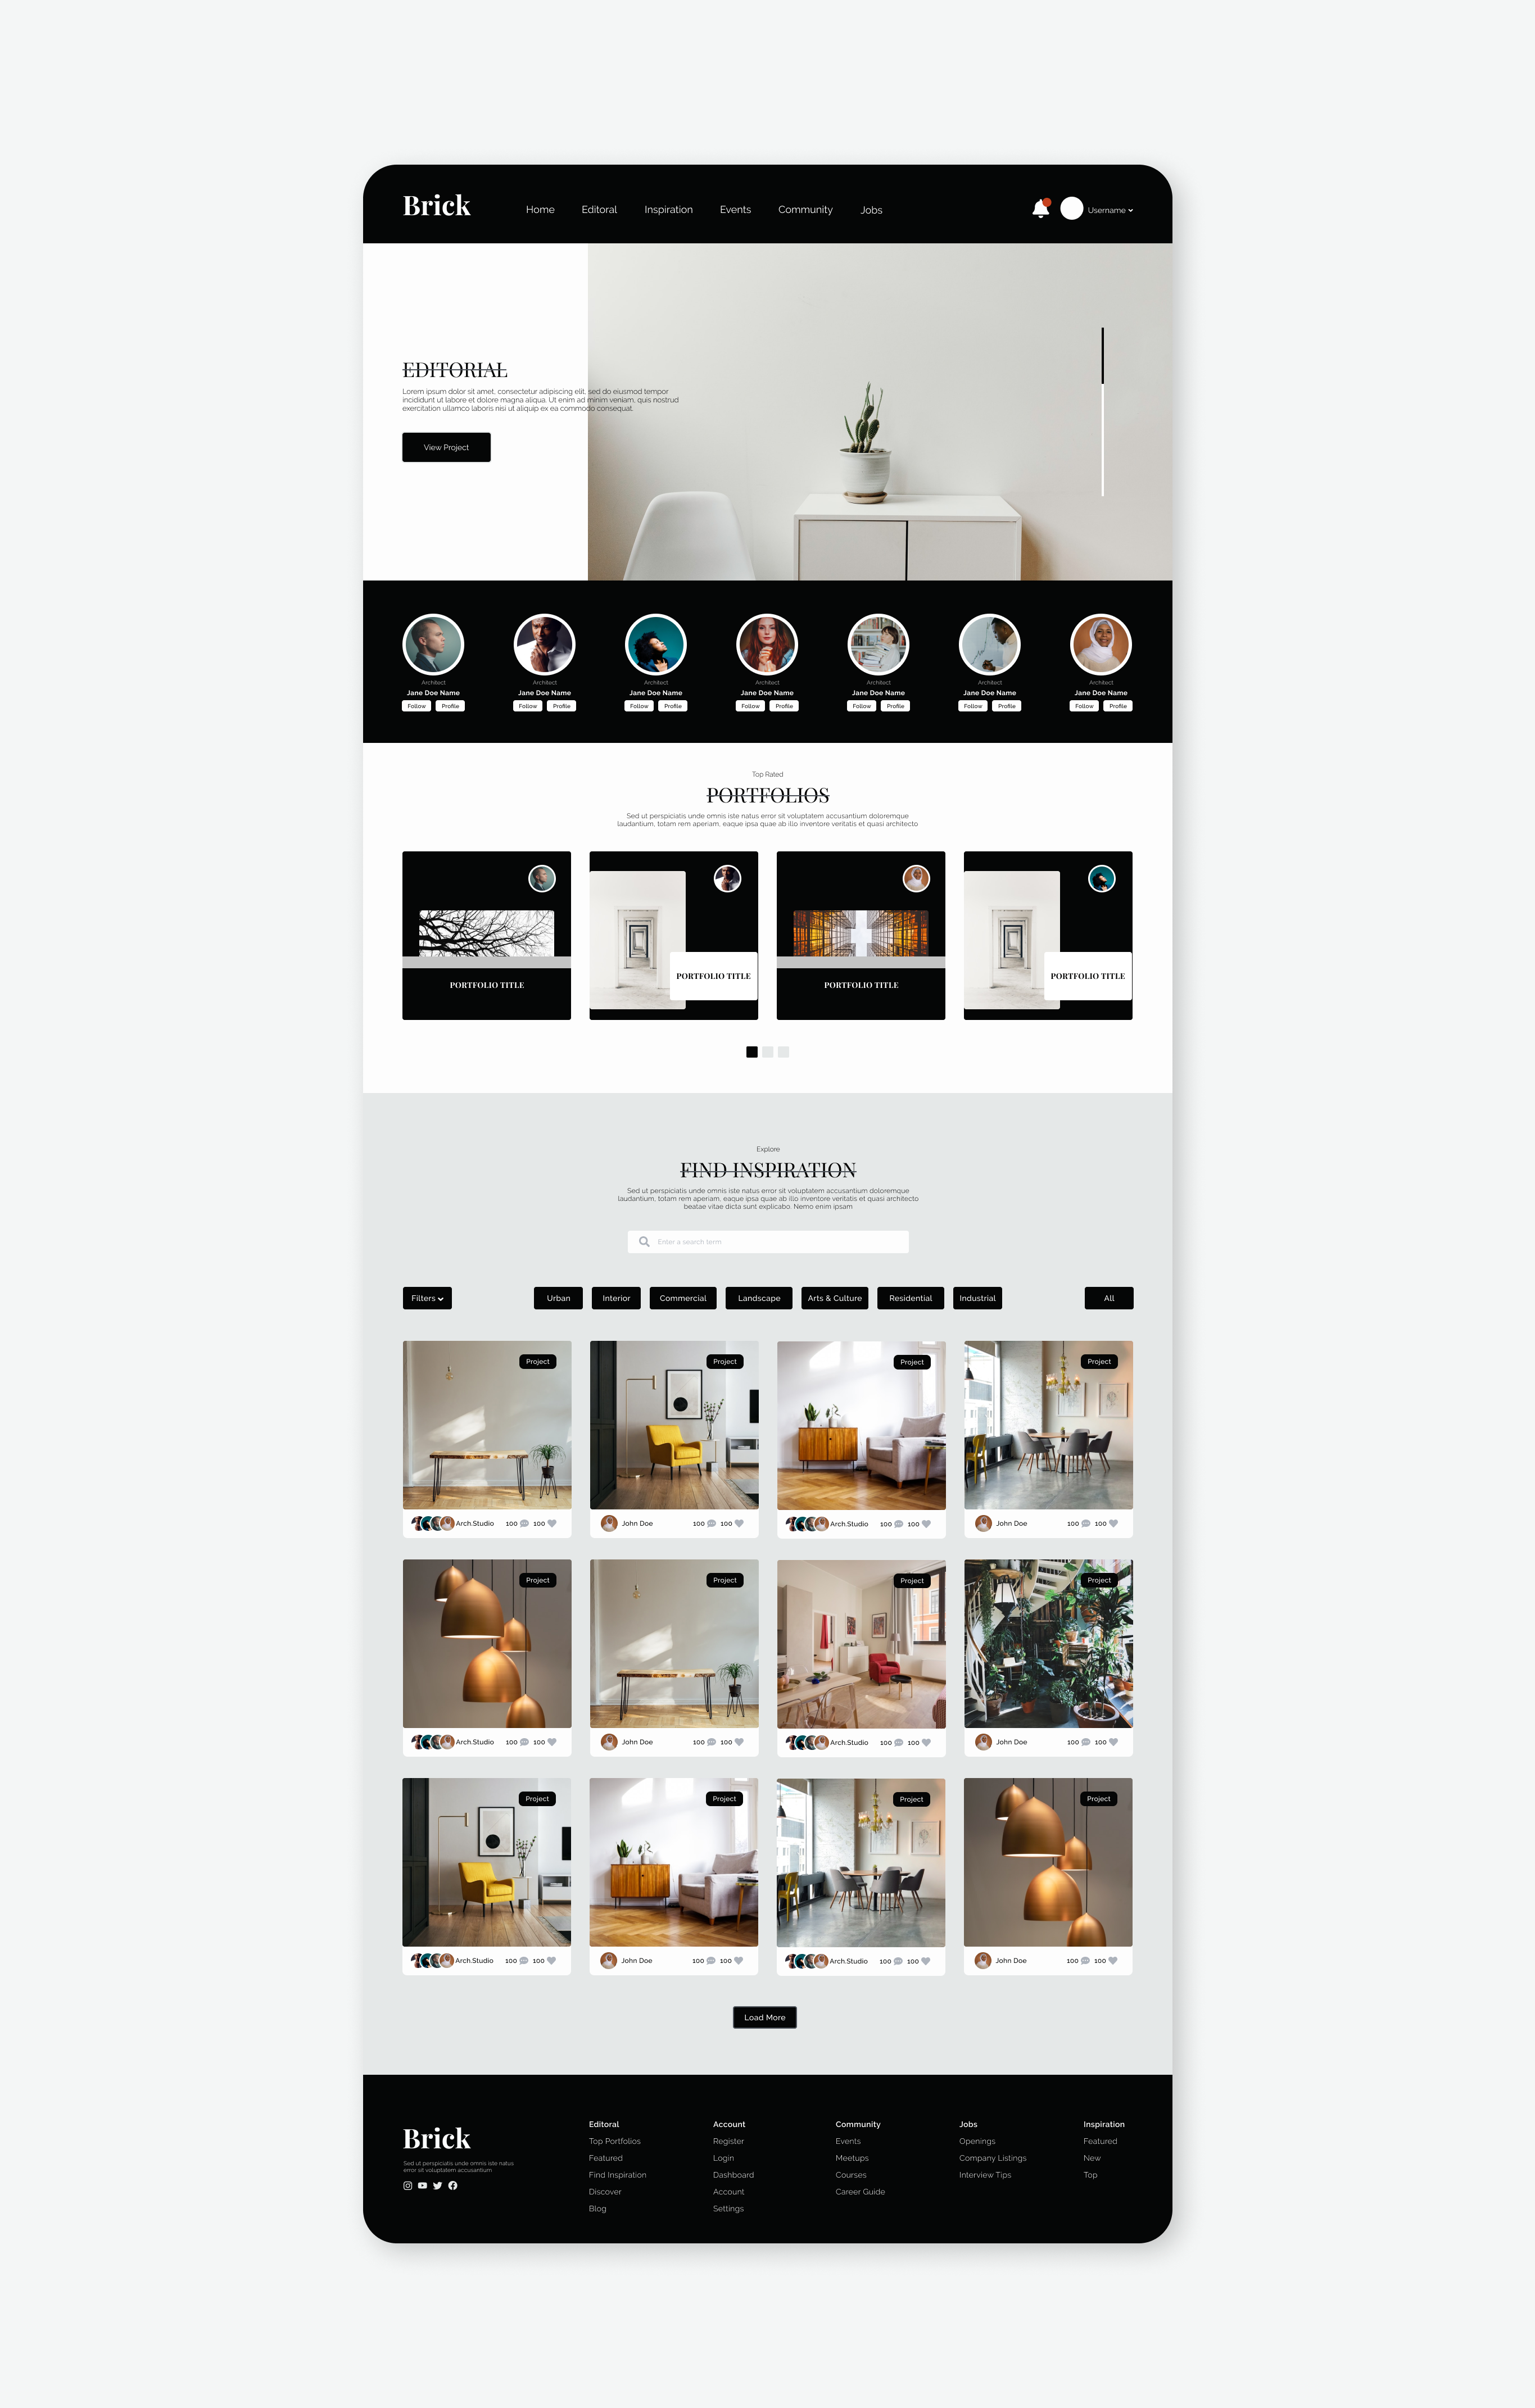 Brick
Home Editoral Inspiration Events Community Jobs
Username
EDITORIAL
Lorem ipsum dolor sit amet, consectetur adipiscing elit, sed do eiusmod tempor
incididunt ut labore et dolore magna aliqua. Ut enim ad minim veniam, quis nostrud
exercitation ullamco laboris nisi ut aliquip ex ea commodo consequat.
View Project
Architect Architect Architect Architect Architect Architect Architect
Jane Doe Name Jane Doe Name Jane Doe Name Jane Doe Name Jane Doe Name Jane Doe Name Jane Doe Name
Follow Profile Follow Profile Follow Profile Follow Profile Follow Profile Follow Profile Follow Profile
Top Rated
PORTFOLIOS
Sed ut perspiciatis unde omnis iste natus error sit voluptatem accusantium doloremque
laudantium, totam rem aperiam, eaque ipsa quae ab illo inventore veritatis et quasi architecto
PORTFOLIO TITLE PORTFOLIO TITLE PORTFOLIO TITLE PORTFOLIO TITLE
Explore
FIND INSPIRATION
Sed ut perspiciatis unde omnis iste natus error sit voluptatem accusantium doloremque
laudantium, totam rem aperiam, eaque ipsa quae ab illo inventore veritatis et quasi architecto
beatae vitae dicta sunt explicabo. Nemo enim ipsam
Enter a search term
Filters Urban Interior Commercial Landscape Arts & Culture Residential Industrial All
Project Project Project Project
Arch.Studio 100 100 John Doe 100 100 Arch.Studio 100 100 John Doe 100 100
Project Project Project Project
Arch.Studio 100 100 John Doe 100 100 Arch.Studio 100 100 John Doe 100 100
Project Project Project Project
Arch.Studio 100 100 John Doe 100 100 Arch.Studio 100 100 John Doe 100 100
Load More
Brick
Sed ut perspiciatis unde omnis iste natus
error sit voluptatem accusantium
Editoral
Top Portfolios
Featured
Find Inspiration
Discover
Blog
Account
Register
Login
Dashboard
Account
Settings
Community
Events
Meetups
Courses
Career Guide
Jobs
Openings
Company Listings
Interview Tips
Inspiration
Featured
New
Top